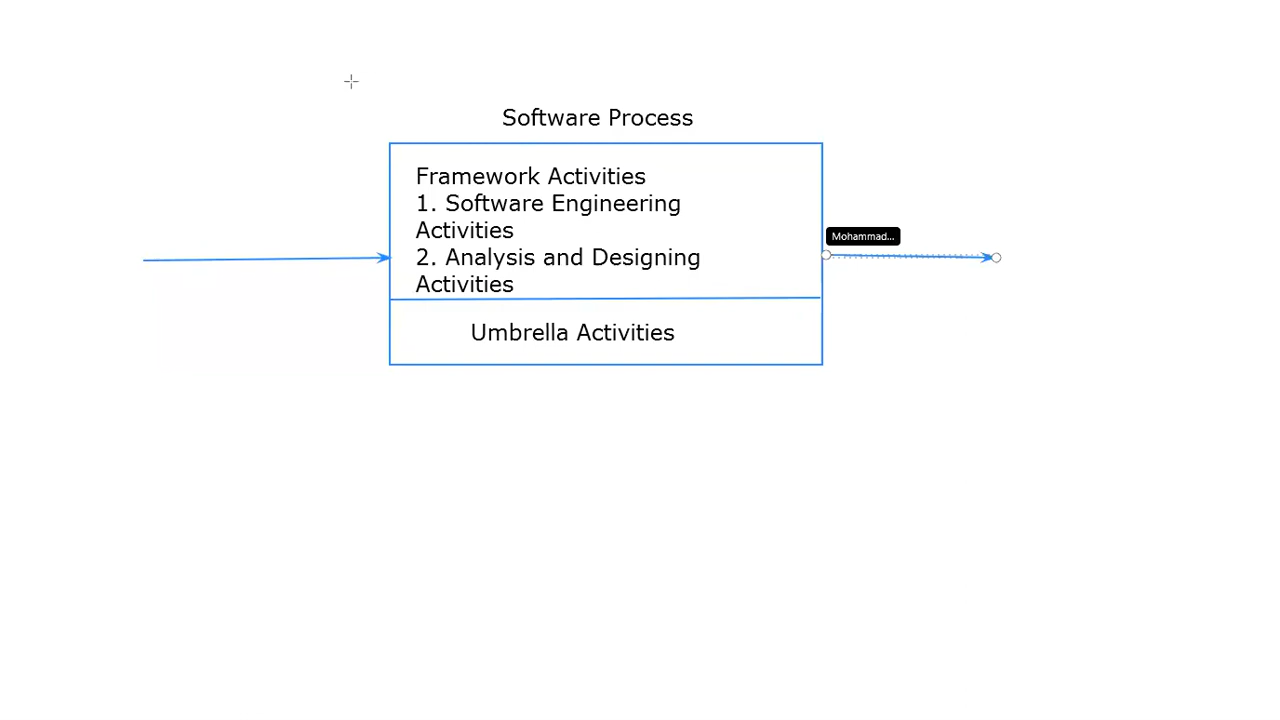 Software Process
Framework Activities
1. Software Engineering
Activities
2. Analysis and Designing
Activities
Mohammad...
Umbrella Activities